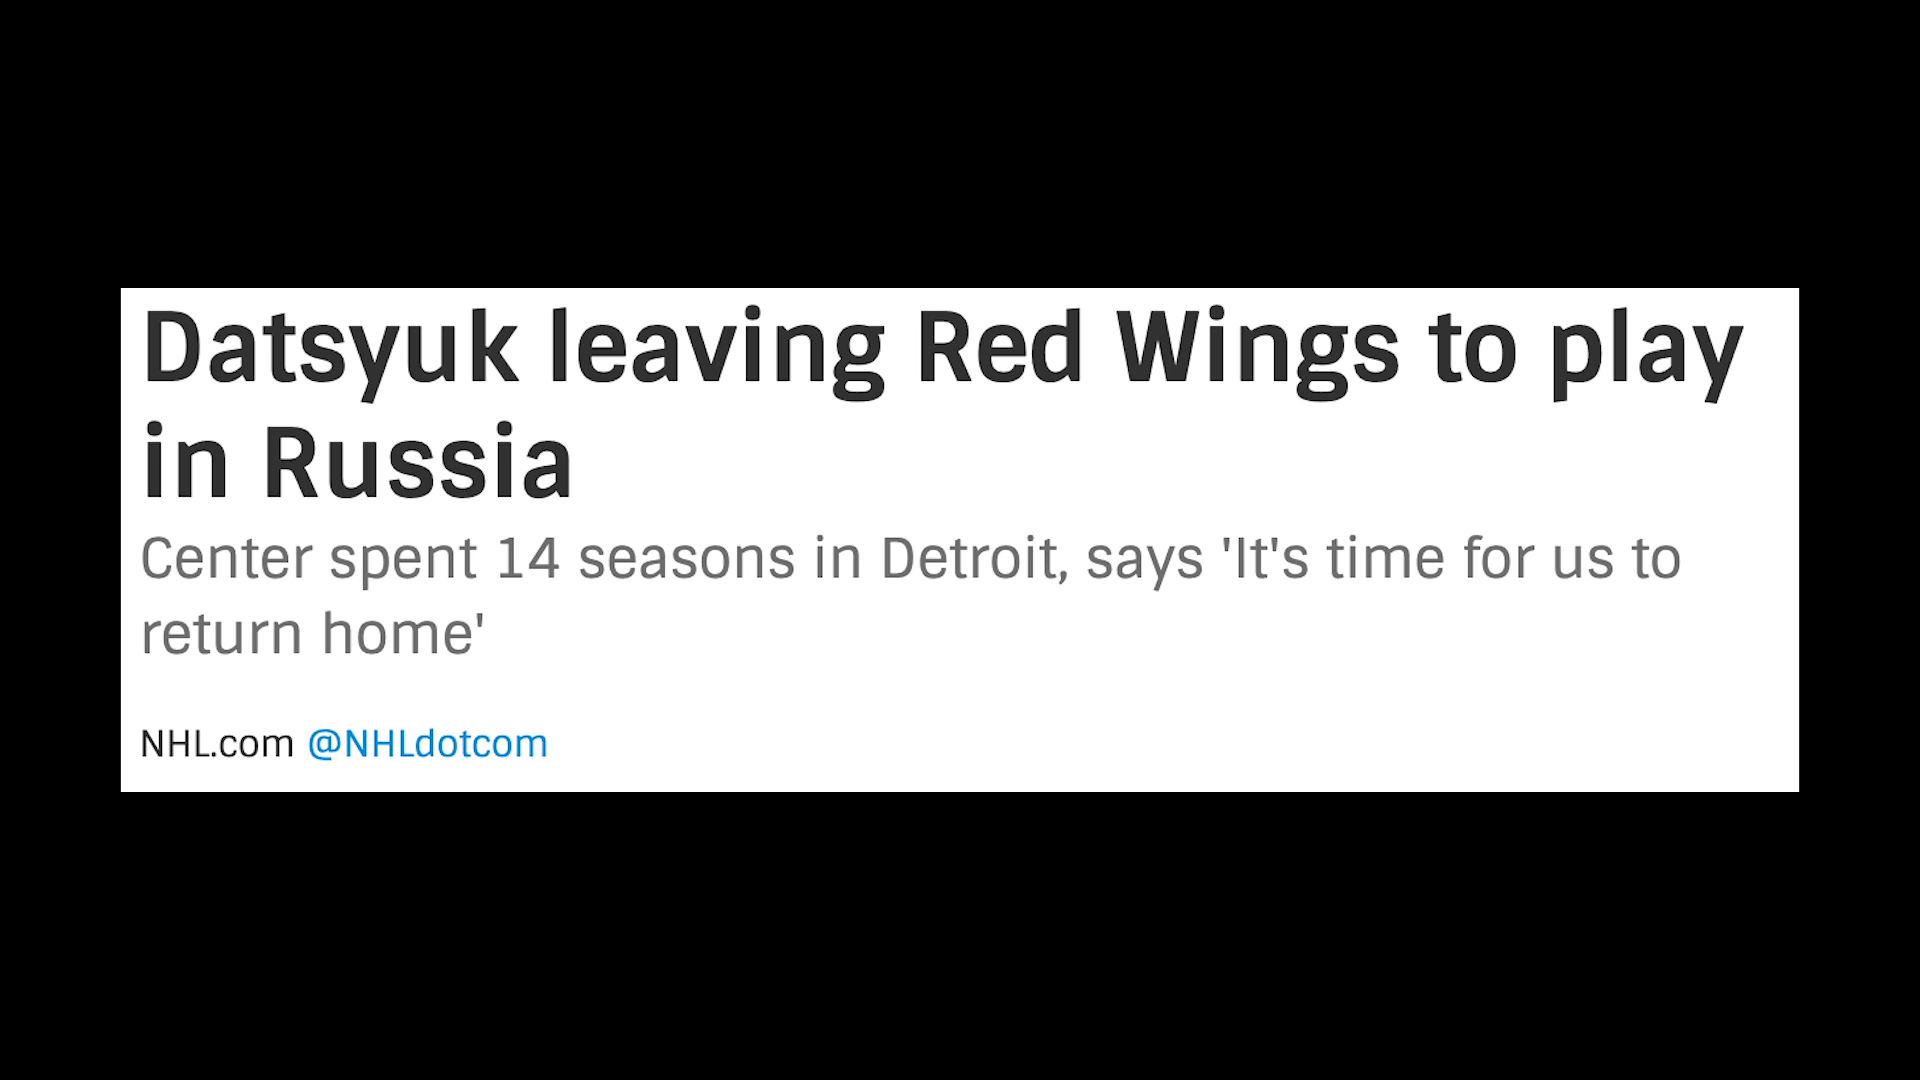 Datsyuk leaving Red Wings to play
in Russia
Center spent 14 seasons in Detroit, says 'It's time for us to
return home'
NHL.com @NHLdotcom